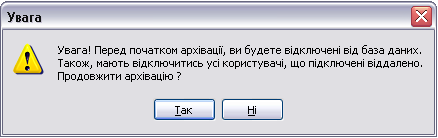 Увага
Увага! Перед початком архівації, ви будете відключені від база даних.
Також, мають відключитись усі користувачі, що підключені віддалено.
Продовжити архівацію ?
Так
Ні